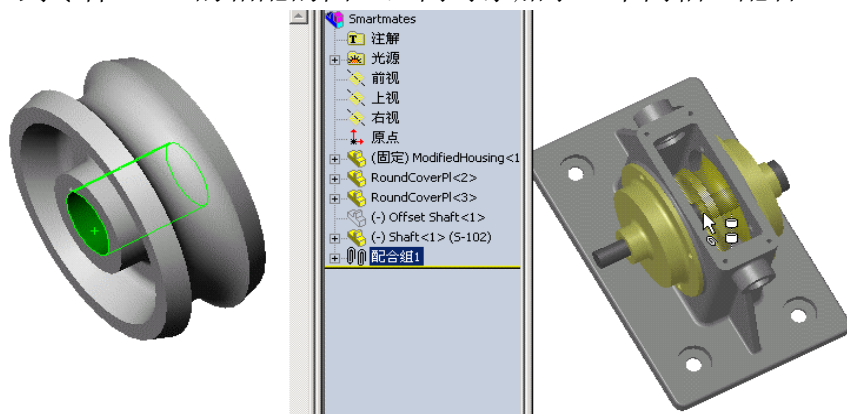 Smartmates
注解
光源
前视
上视
右视
原点
(固定) ModifiedHousing<1
RoundCoverPl<2>
RoundCoverPl<3>
(-) Offset Shaft<1>
(-) Shaft<1> (S-102)
配合组1